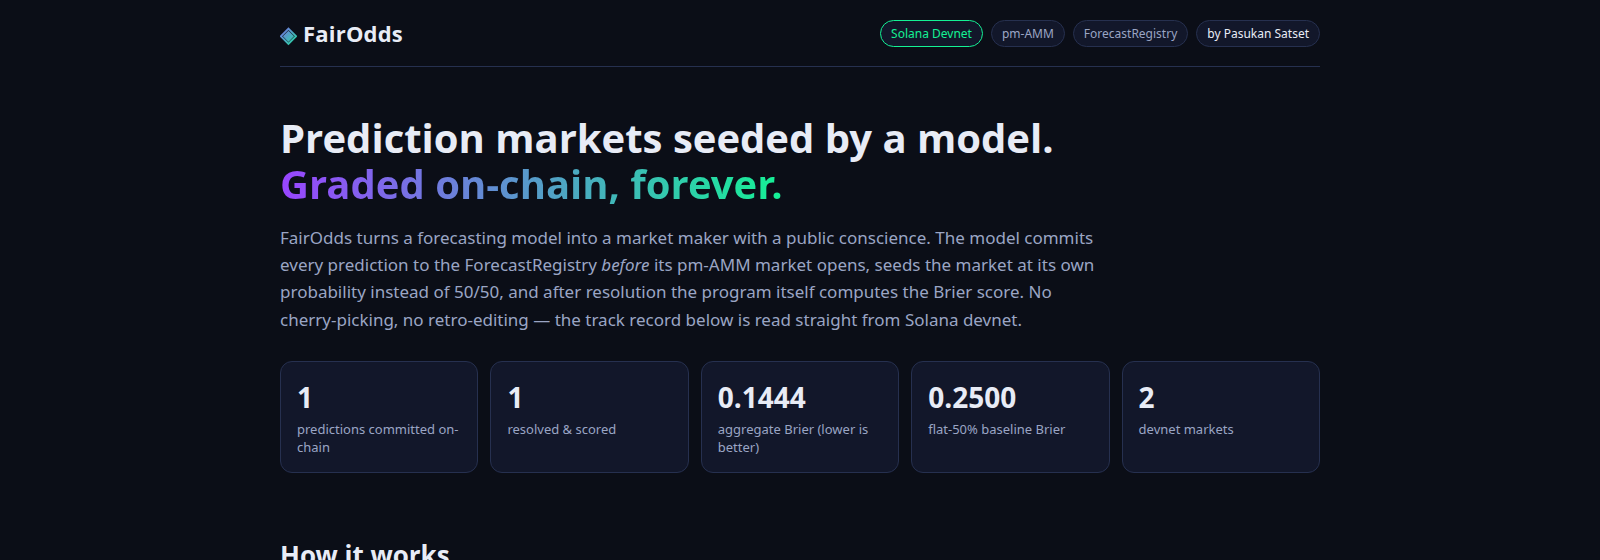 ◈ FairOdds
Solana Devnet
pm-AMM
ForecastRegistry
by Pasukan Satset
Prediction markets seeded by a model.
Graded on-chain, forever.
FairOdds turns a forecasting model into a market maker with a public conscience. The model commits
every prediction to the ForecastRegistry before its pm-AMM market opens, seeds the market at its own
probability instead of 50/50, and after resolution the program itself computes the Brier score. No
cherry-picking, no retro-editing — the track record below is read straight from Solana devnet.
1
predictions committed on-
chain
1
resolved & scored
0.1444
aggregate Brier (lower is
better)
0.2500
flat-50% baseline Brier
2
devnet markets
How it works